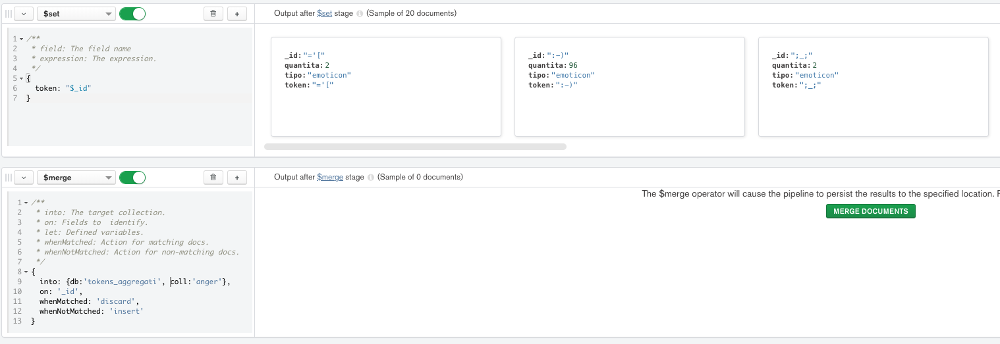 $set
+
Output after $set stage (Sample of 20 documents)
1 /**
2 * field: The field name
3 * expression: The expression.
4 */
5 {
6 token: "$_id"
7 }
_id:"='["
quantita:2
tipo:"emoticon"
token:"='["
_id:":-)"
quantita:96
tipo:"emoticon"
token:":-)"
_id:";_;"
quantita:2
tipo:"emoticon"
token:";_;"
$merge
+
Output after $merge stage (Sample of 0 documents)
1 /**
2 * into: The target collection.
3 * on: Fields to  identify.
4 * let: Defined variables.
5 * whenMatched: Action for matching docs.
6 * whenNotMatched: Action for non-matching docs.
7 */
8 {
9 into: {db:'tokens_aggregati', coll:'anger'},
10 on: '_id',
11 whenMatched: 'discard',
12 whenNotMatched: 'insert'
13 }
The $merge operator will cause the pipeline to persist the results to the specified location.
MERGE DOCUMENTS